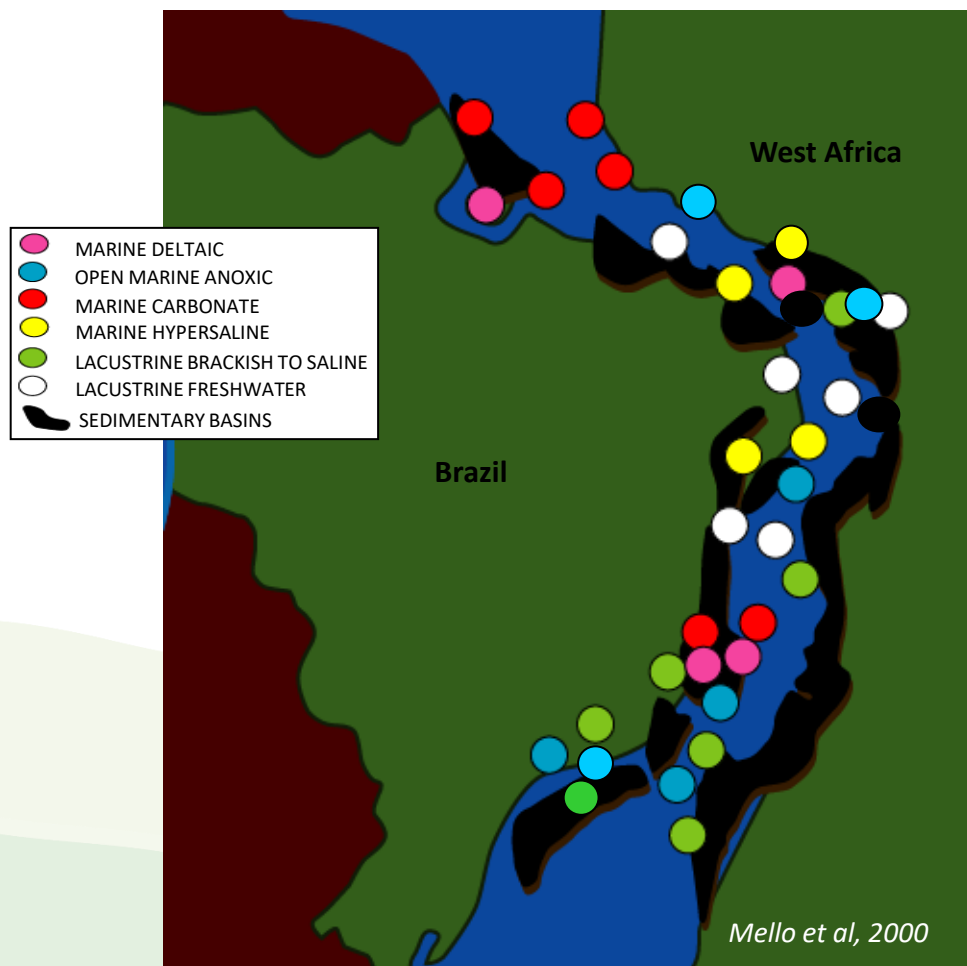 West Africa
MARINE DELTAIC
OPEN MARINE ANOXIC
MARINE CARBONATE
MARINE HYPERSALINE
LACUSTRINE BRACKISH TO SALINE
LACUSTRINE FRESHWATER
SEDIMENTARY BASINS
Brazil
Mello et al, 2000